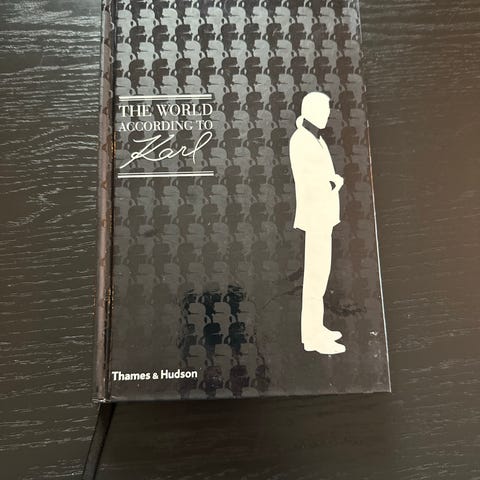 THE WORLD
ACCORDING TO
Karl
Thames & Hudson